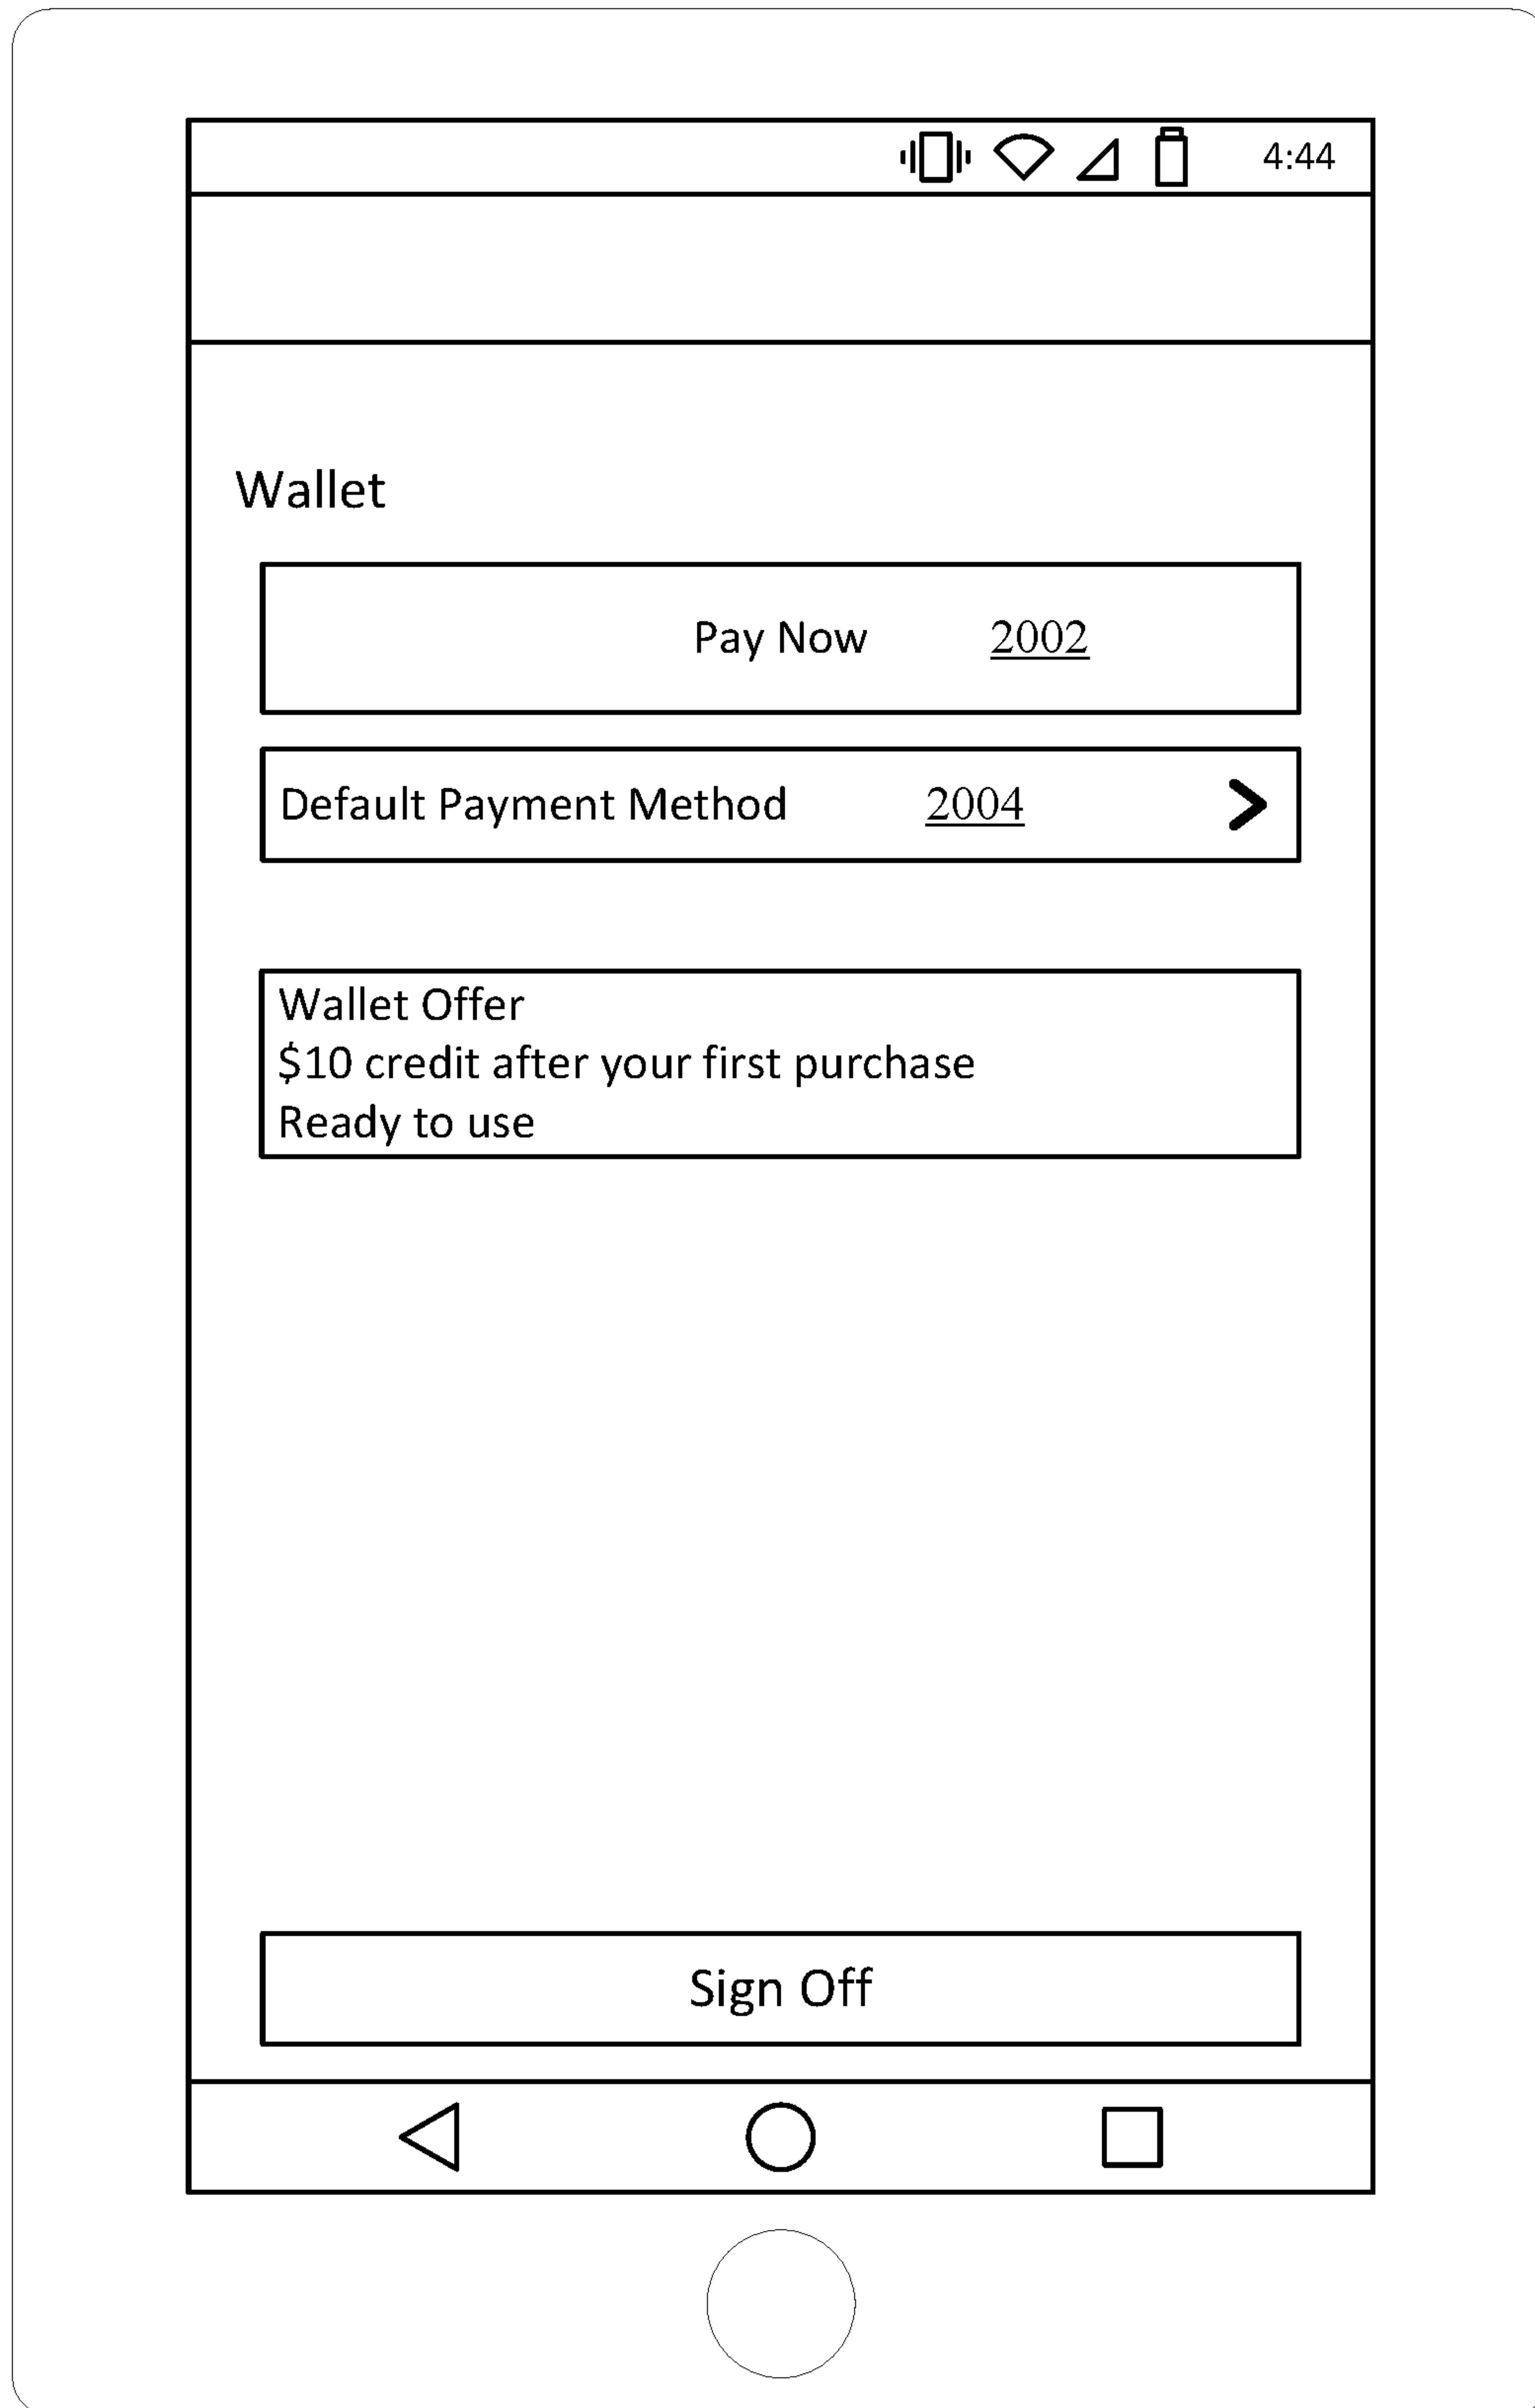 4:44
Wallet
Pay Now 2002
Default Payment Method 2004
Wallet Offer
$10 credit after your first purchase
Ready to use
Sign Off